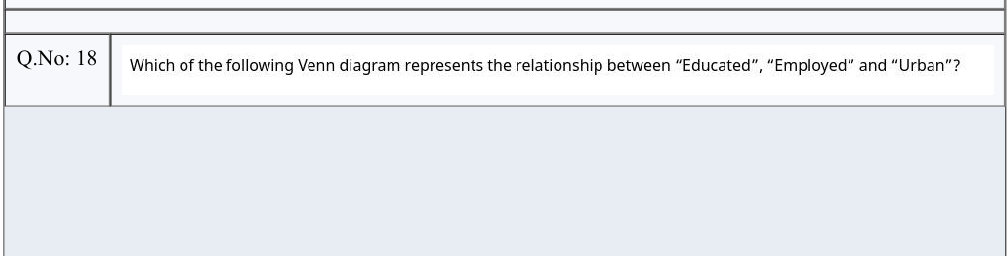 Q.No: 18
Which of the following Venn diagram represents the relationship between “Educated”, “Employed” and “Urban”?